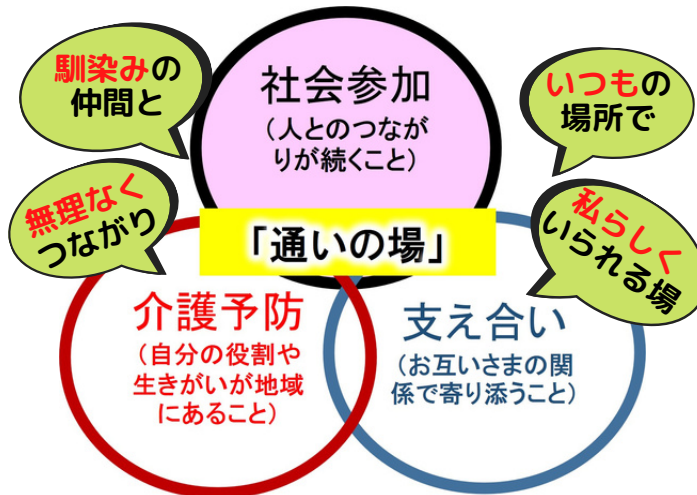 馴染みの
仲間と
社会参加
（人とのつなが
りが続くこと）
いつもの
場所で
無理なく
つながり
「通いの場」
私らしく
いられる場
介護予防
（自分の役割や
生きがいが地域
にあること）
支え合い
（お互いさまの関
係で寄り添うこと）